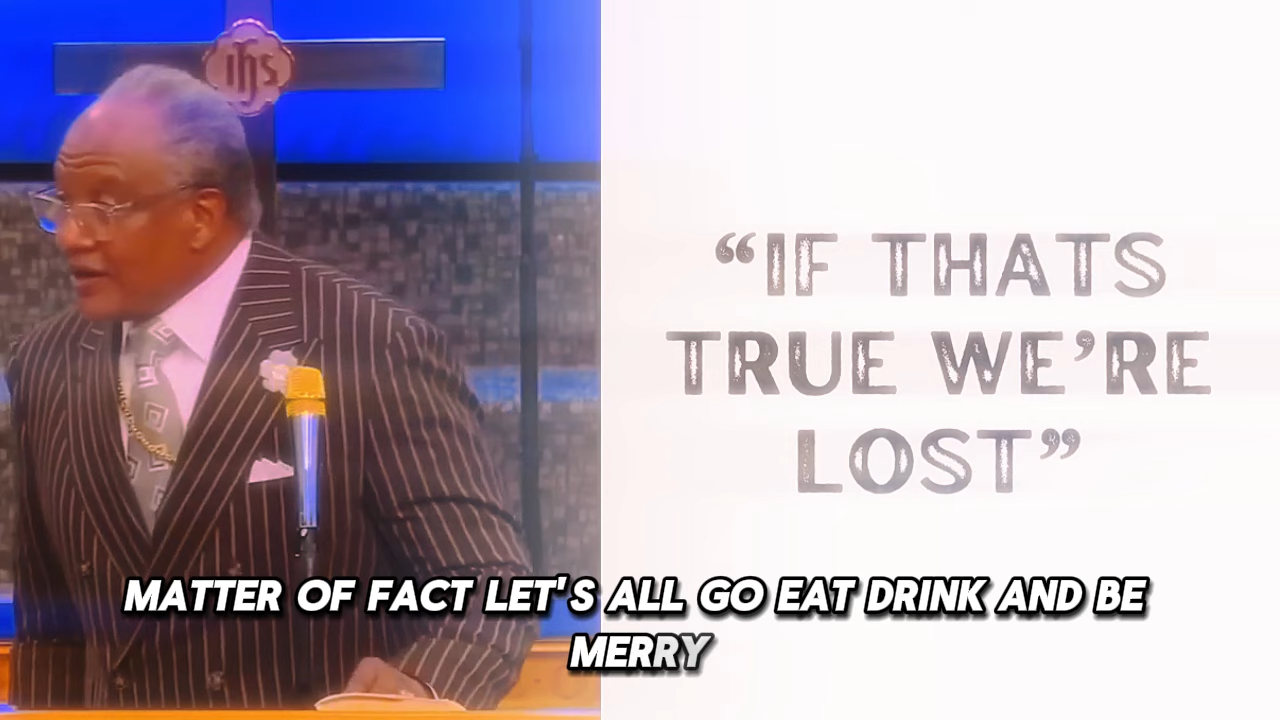 ihs
“IF THATS
TRUE WE’RE
LOST”
MATTER OF FACT LET'S ALL GO EAT DRINK AND BE
MERRY